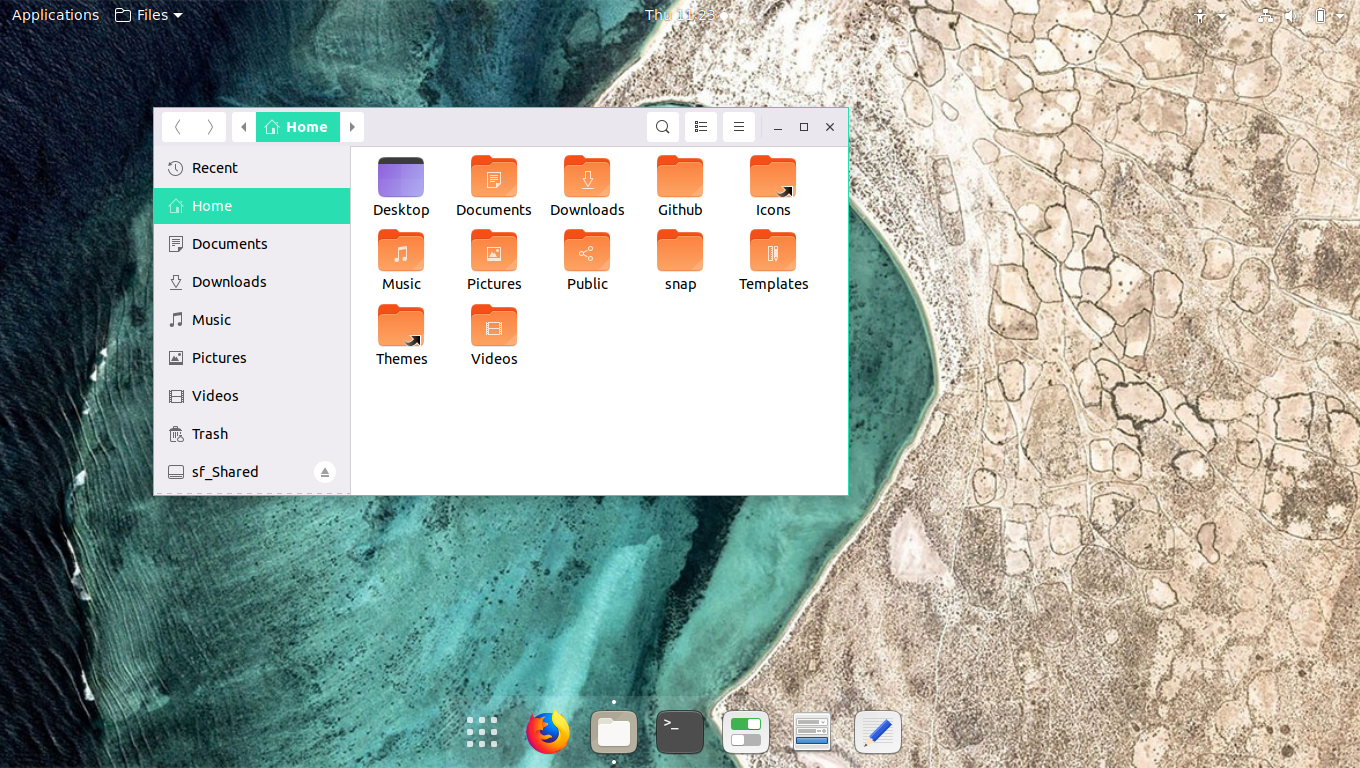 Applications Files Thu 11:23
Home
Recent
Home
Documents
Downloads
Music
Pictures
Videos
Trash
sf_Shared
Desktop Documents Downloads Github Icons
Music Pictures Public snap Templates
Themes Videos
>_